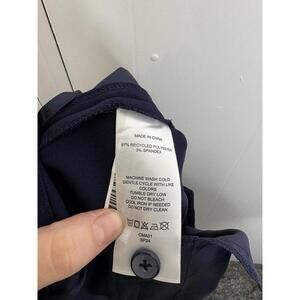 MADE IN CHINA
97% RECYCLED POLYESTER
3% SPANDEX
MACHINE WASH COLD
GENTLE CYCLE WITH LIKE
COLORS
TUMBLE DRY LOW
DO NOT BLEACH
COOL IRON IF NEEDED
DO NOT DRY CLEAN
SP24